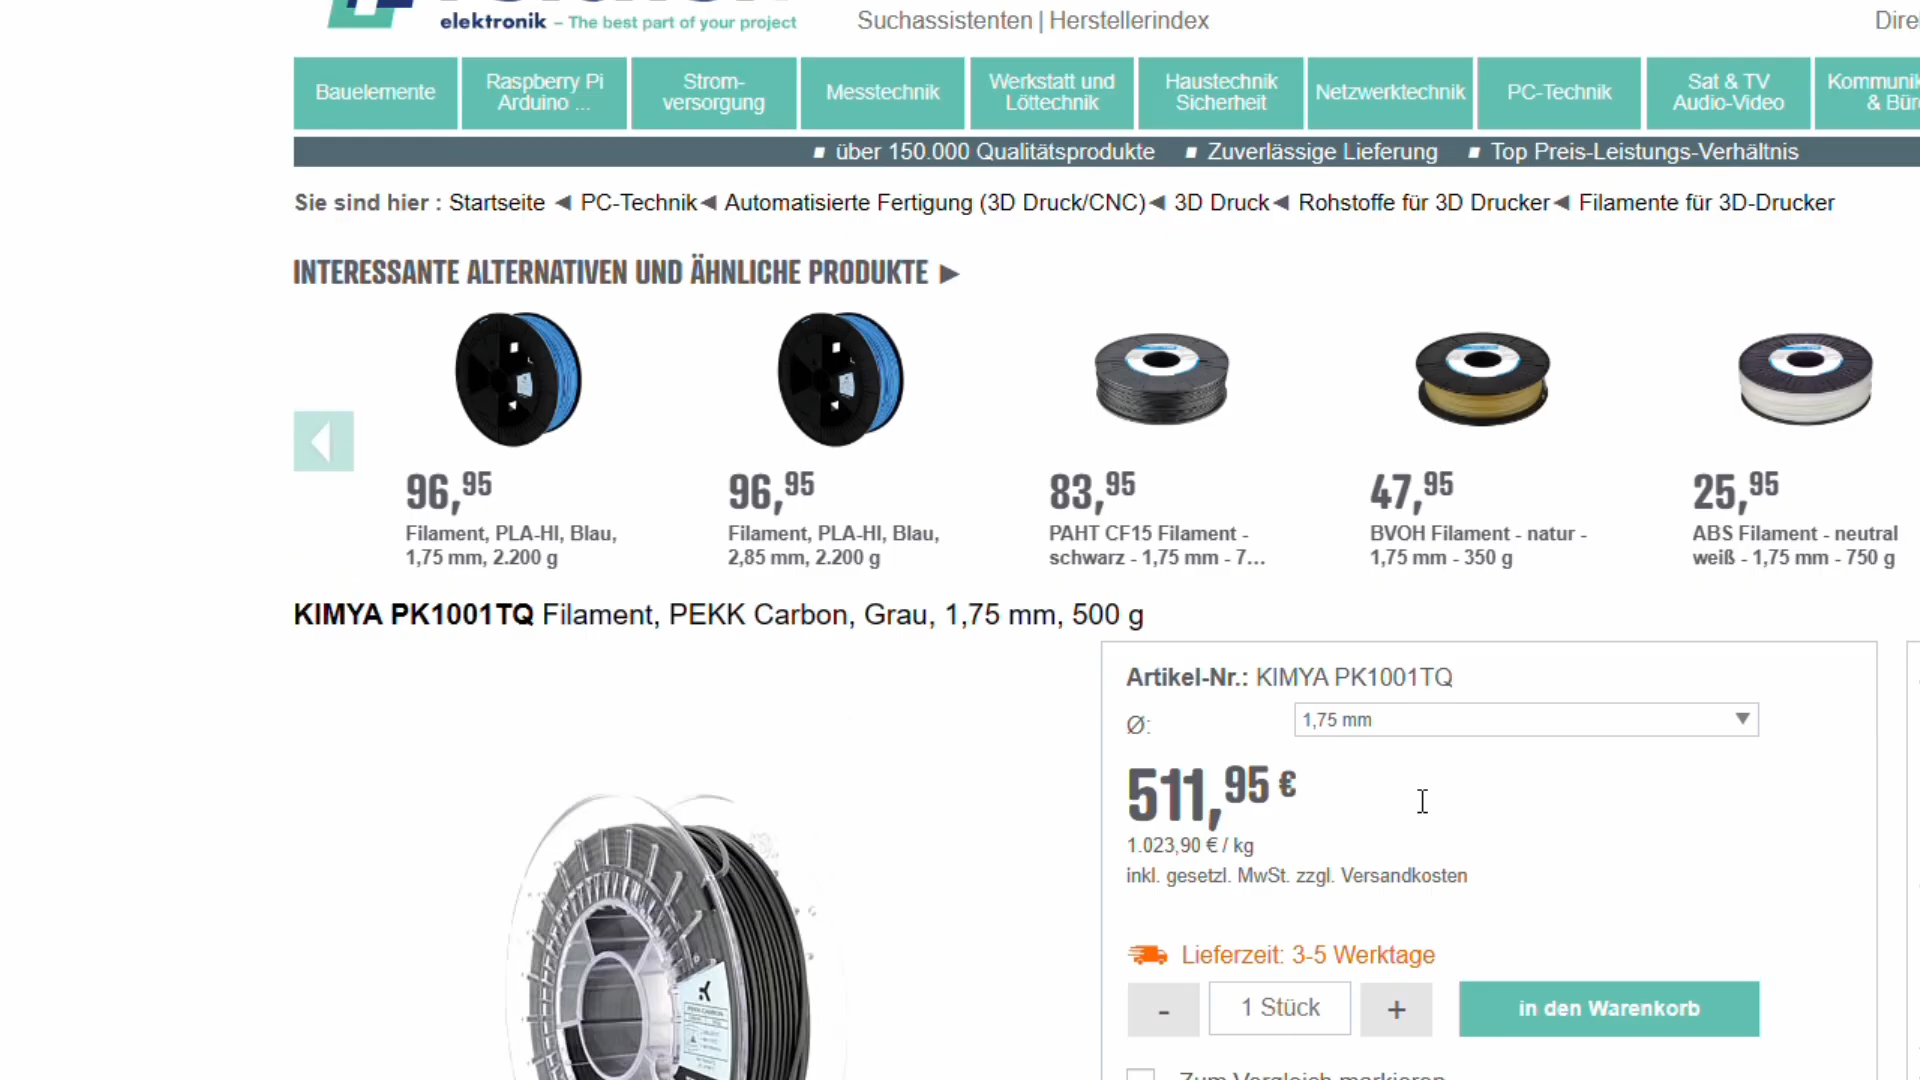 elektronik – The best part of your project
Suchassistenten | Herstellerindex
Bauelemente
Raspberry Pi
Arduino ...
Strom-
versorgung
Messtechnik
Werkstatt und
Löttechnik
Haustechnik
Sicherheit
Netzwerktechnik
PC-Technik
Sat & TV
Audio-Video
& Bür
über 150.000 Qualitätsprodukte
Zuverlässige Lieferung
Top Preis-Leistungs-Verhältnis
Sie sind hier : Startseite ◄ PC-Technik◄ Automatisierte Fertigung (3D Druck/CNC)◄ 3D Druck◄ Rohstoffe für 3D Drucker◄ Filamente für 3D-Drucker
INTERESSANTE ALTERNATIVEN UND ÄHNLICHE PRODUKTE ►
96,95
Filament, PLA-HI, Blau,
1,75 mm, 2.200 g
96,95
Filament, PLA-HI, Blau,
2,85 mm, 2.200 g
83,95
PAHT CF15 Filament -
schwarz - 1,75 mm - 7...
47,95
BVOH Filament - natur -
1,75 mm - 350 g
25,95
ABS Filament - neutral
weiß - 1,75 mm - 750 g
KIMYA PK1001TQ Filament, PEKK Carbon, Grau, 1,75 mm, 500 g
Artikel-Nr.: KIMYA PK1001TQ
Ø:
1,75 mm
511,95 €
1.023,90 € / kg
inkl. gesetzl. MwSt. zzgl. Versandkosten
Lieferzeit: 3-5 Werktage
-
1 Stück
+
in den Warenkorb
Zum Vergleich markieren
PEKK CARBON